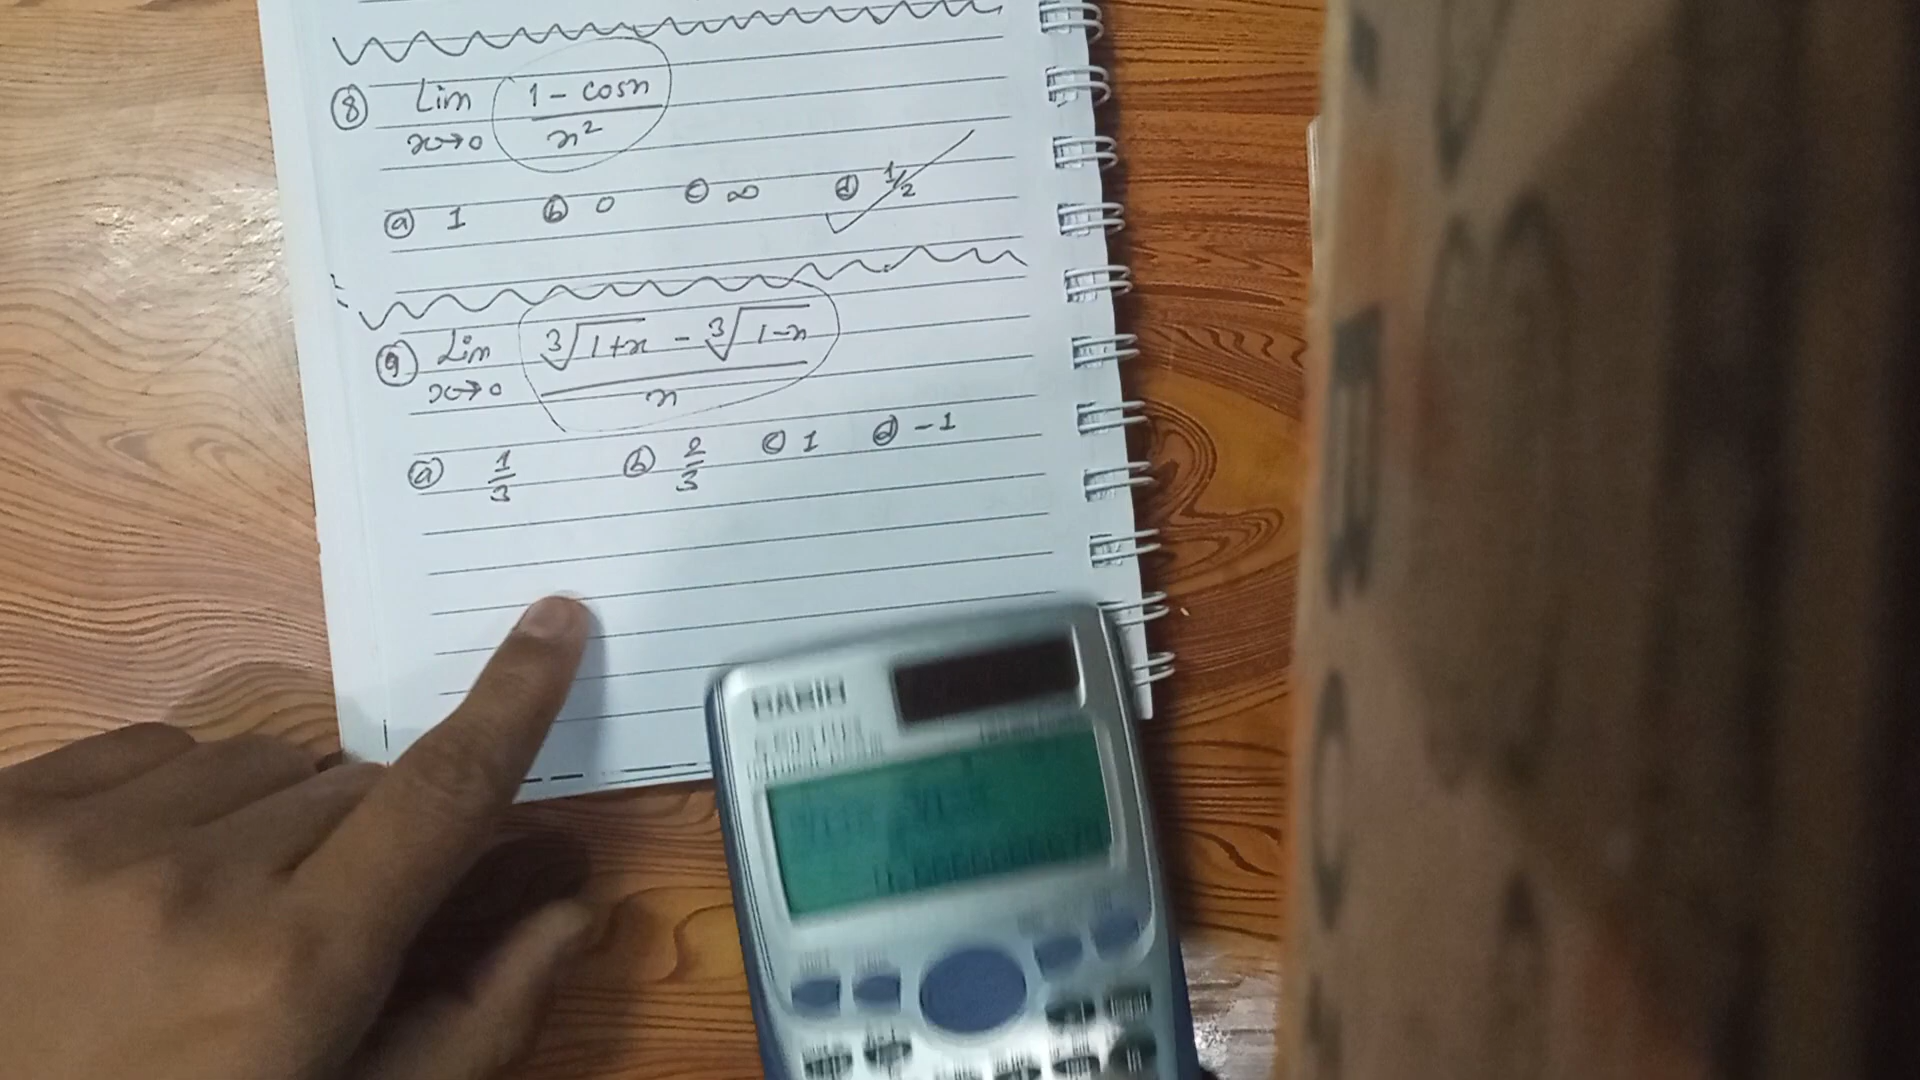 ⑧ Lim 1 - cosx
x→0 x²
ⓐ 1 ⓑ 0 ⓒ ∞ ⓓ 1/2
⑨ Lim ∛1+x - ∛1-x
x→0 x
ⓐ 1/3 ⓑ 2/3 ⓒ 1 ⓓ -1